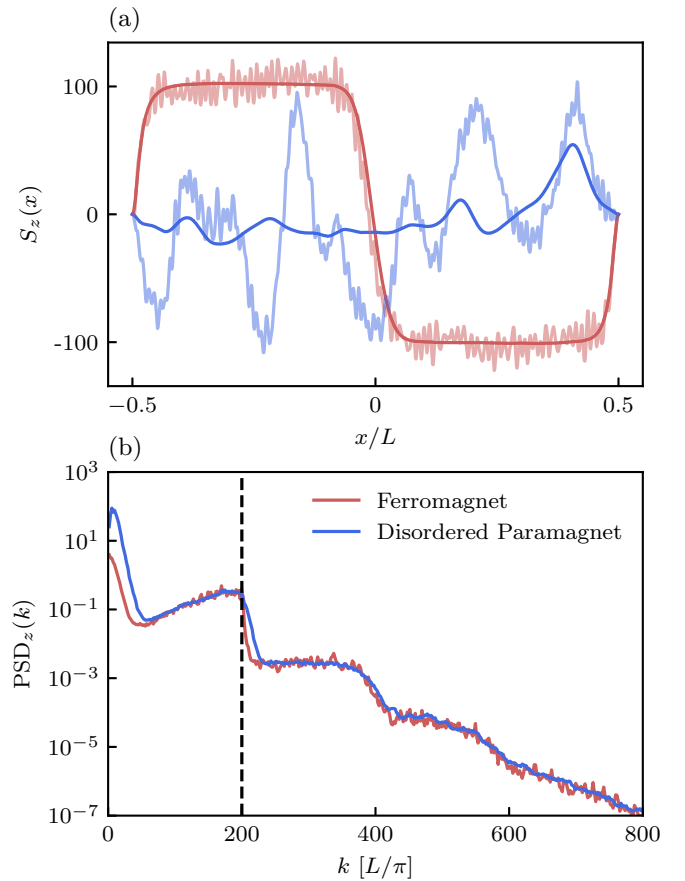 (a)
100
0
-100
S_z(x)
−0.5
0
0.5
x/L
(b)
10^3
10^1
10^−1
10^−3
10^−5
10^−7
PSD_z(k)
Ferromagnet
Disordered Paramagnet
0
200
400
600
800
k [L/π]